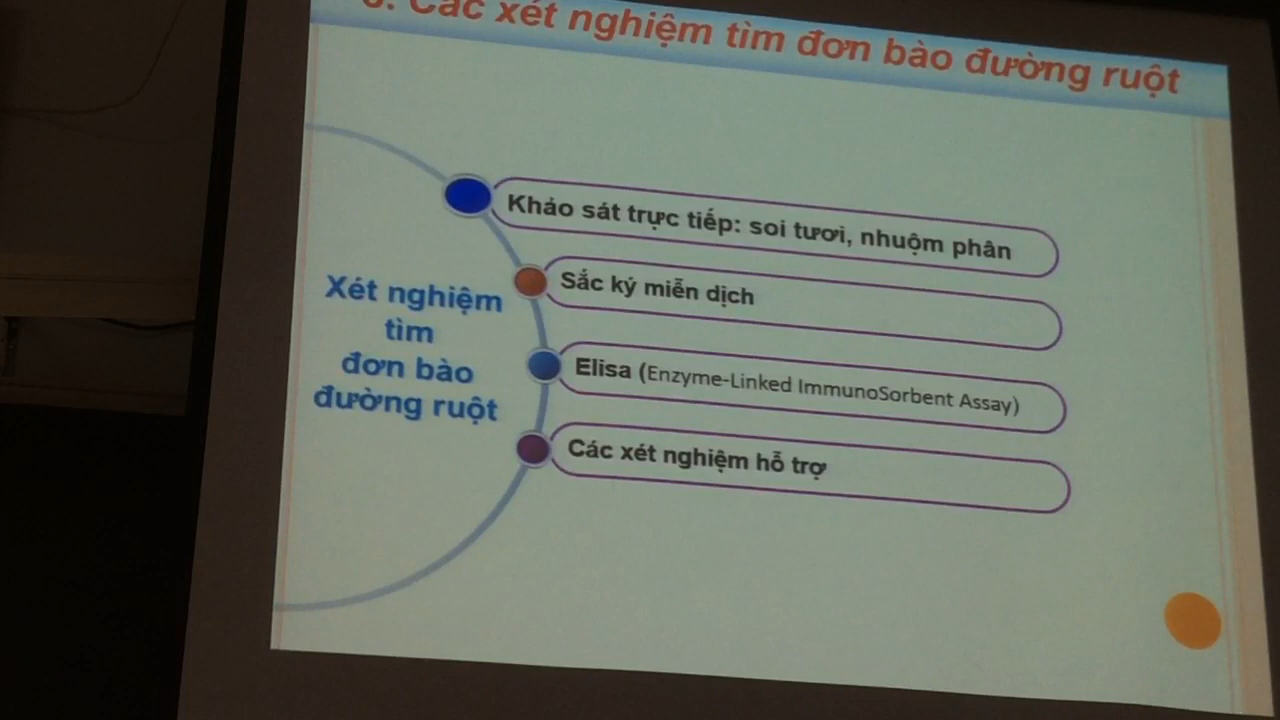 Các xét nghiệm tìm đơn bào đường ruột
Khảo sát trực tiếp: soi tươi, nhuộm phân
Sắc ký miễn dịch
Xét nghiệm
tìm
đơn bào
đường ruột
Elisa (Enzyme-Linked ImmunoSorbent Assay)
Các xét nghiệm hỗ trợ